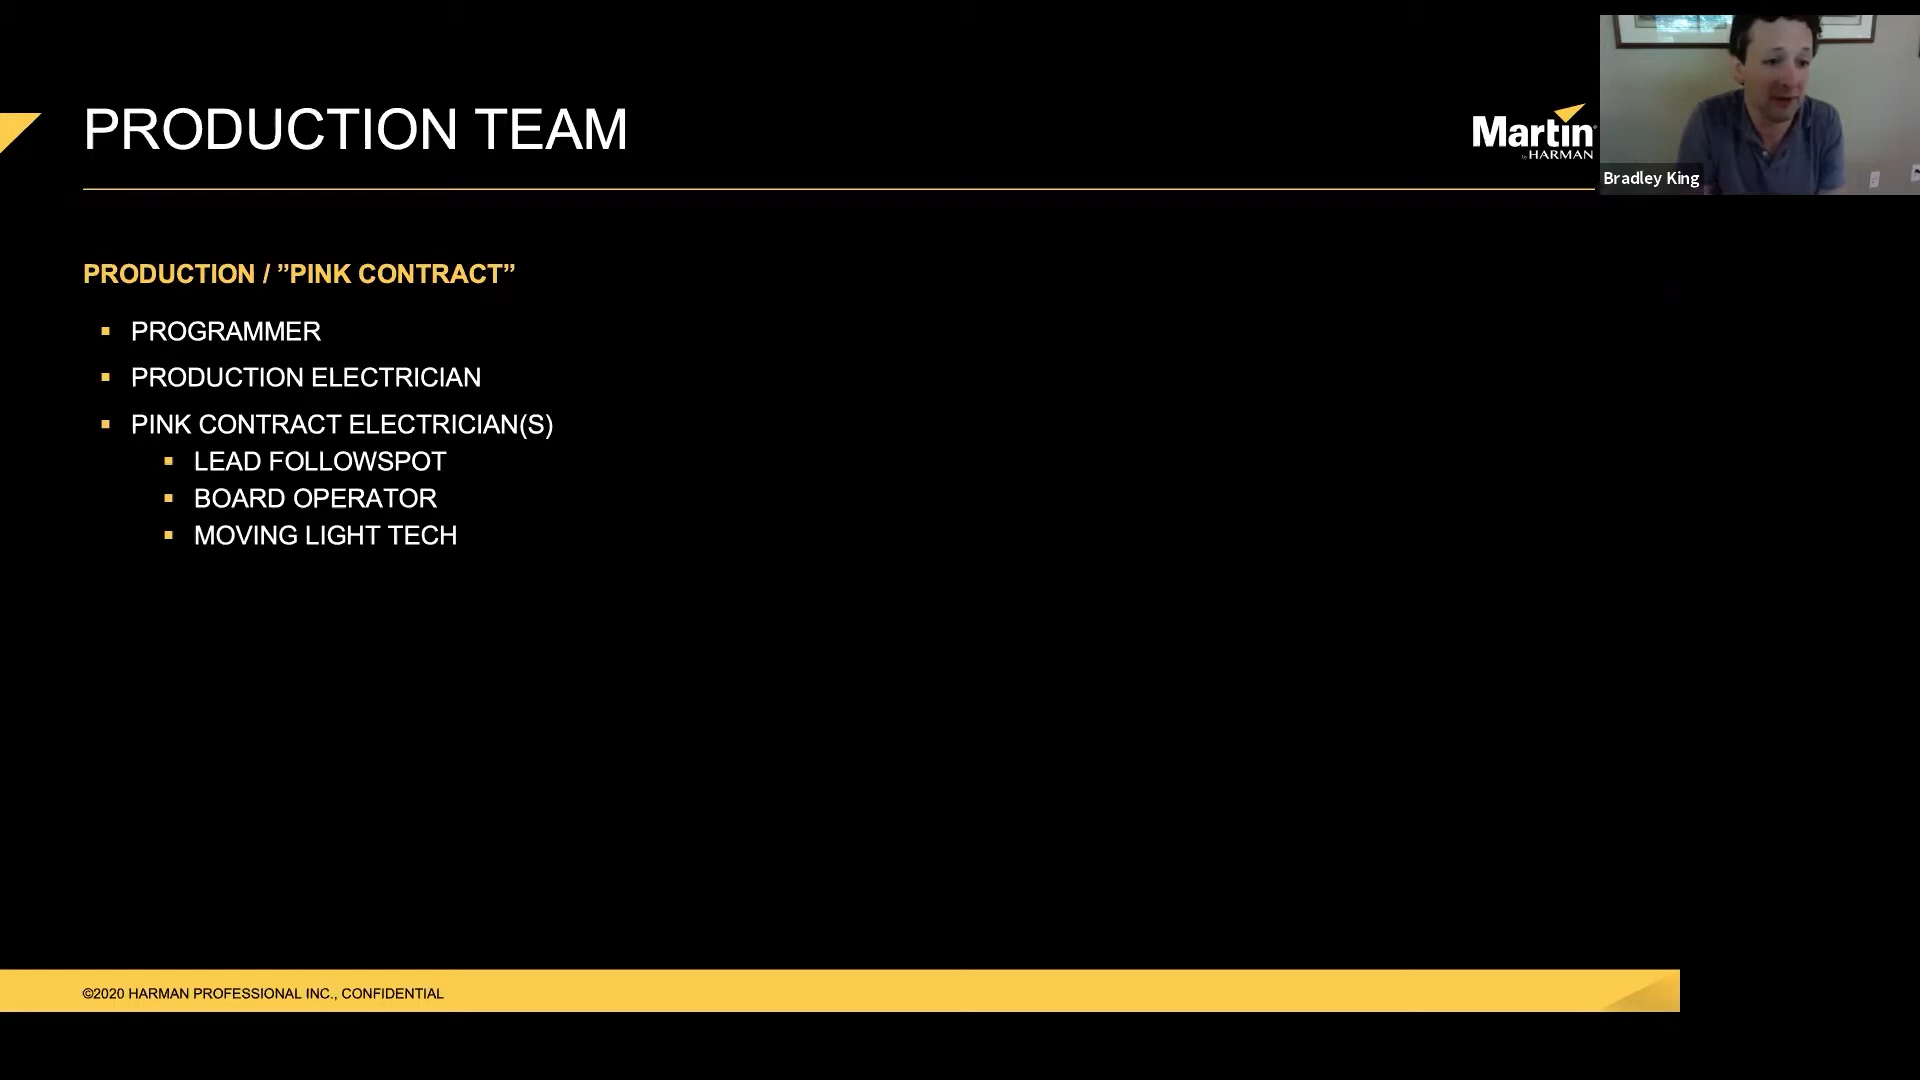 PRODUCTION TEAM
Martin
by HARMAN
Bradley King
PRODUCTION / ”PINK CONTRACT”
PROGRAMMER
PRODUCTION ELECTRICIAN
PINK CONTRACT ELECTRICIAN(S)
LEAD FOLLOWSPOT
BOARD OPERATOR
MOVING LIGHT TECH
©2020 HARMAN PROFESSIONAL INC., CONFIDENTIAL